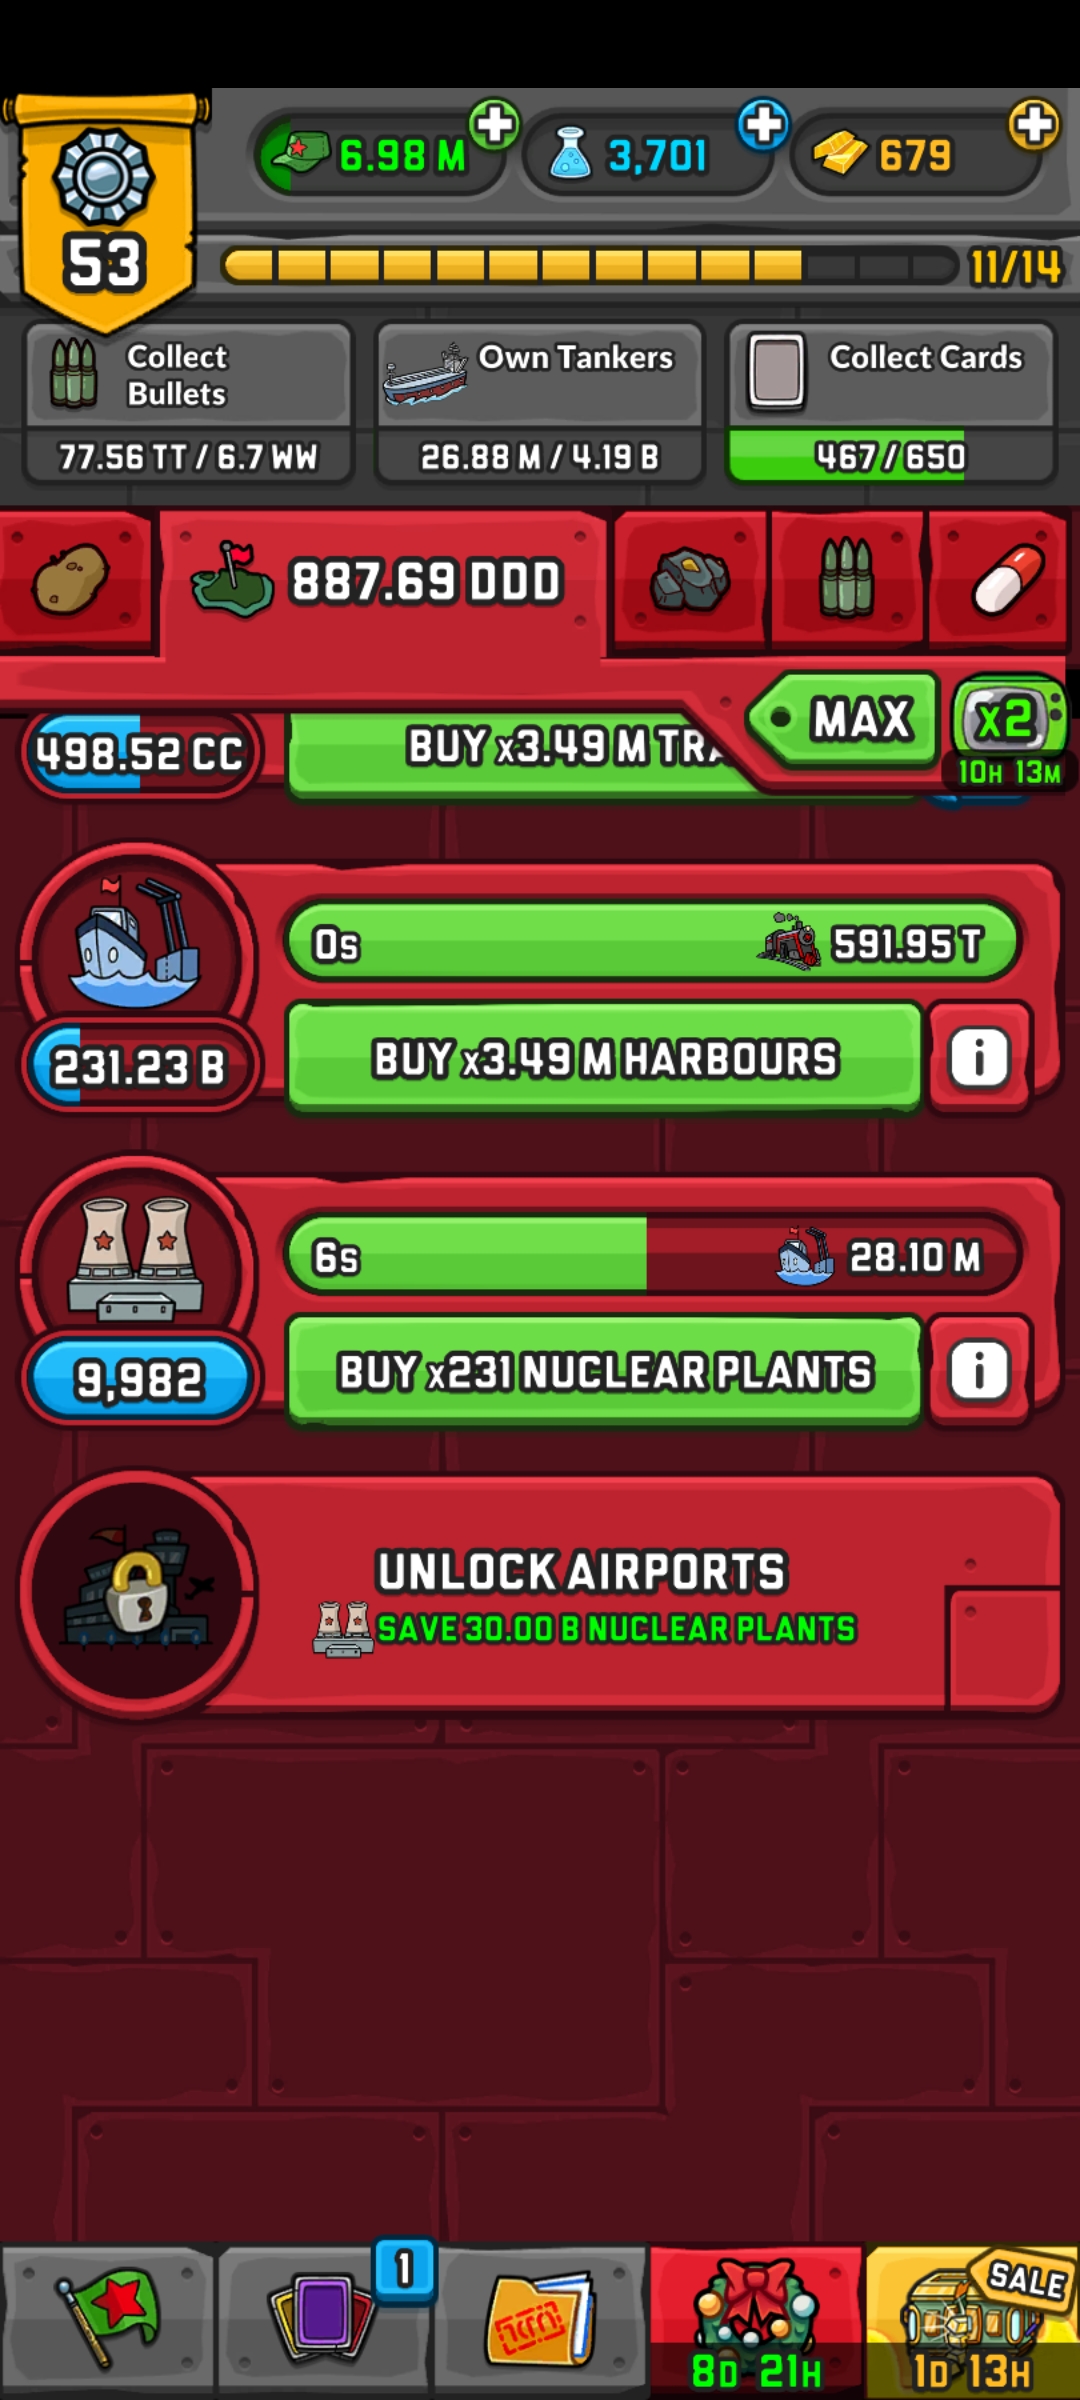 6.98 M
3,701
679
53
11/14
Collect
Bullets
77.56 TT / 6.7 WW
Own Tankers
26.88 M / 4.19 B
Collect Cards
467 / 650
887.69 DDD
MAX
x2
10H 13M
498.52 CC
BUY x3.49 M TRA
0s
591.95 T
231.23 B
BUY x3.49 M HARBOURS
i
6s
28.10 M
9,982
BUY x231 NUCLEAR PLANTS
i
UNLOCK AIRPORTS
SAVE 30.00 B NUCLEAR PLANTS
1
8D 21H
SALE
1D 13H